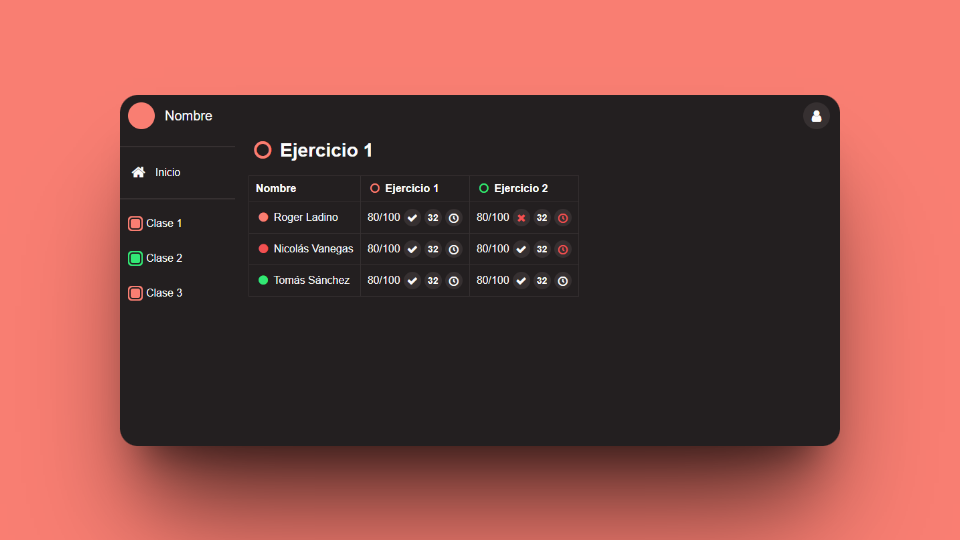 Nombre
Ejercicio 1
Inicio
Nombre Ejercicio 1 Ejercicio 2
Clase 1
Roger Ladino 80/100 32 80/100 32
Nicolás Vanegas 80/100 32 80/100 32
Clase 2
Tomás Sánchez 80/100 32 80/100 32
Clase 3